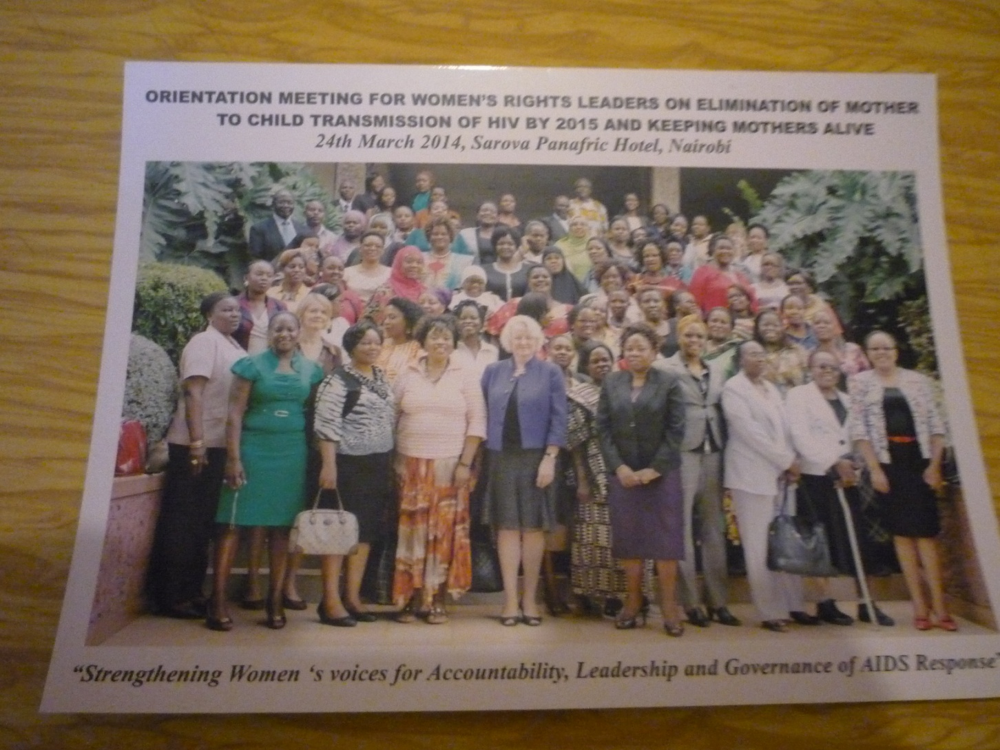 ORIENTATION MEETING FOR WOMEN'S RIGHTS LEADERS ON ELIMINATION OF MOTHER
TO CHILD TRANSMISSION OF HIV BY 2015 AND KEEPING MOTHERS ALIVE
24th March 2014, Sarova Panafric Hotel, Nairobi
“Strengthening Women ‘s voices for Accountability, Leadership and Governance of AIDS Response”